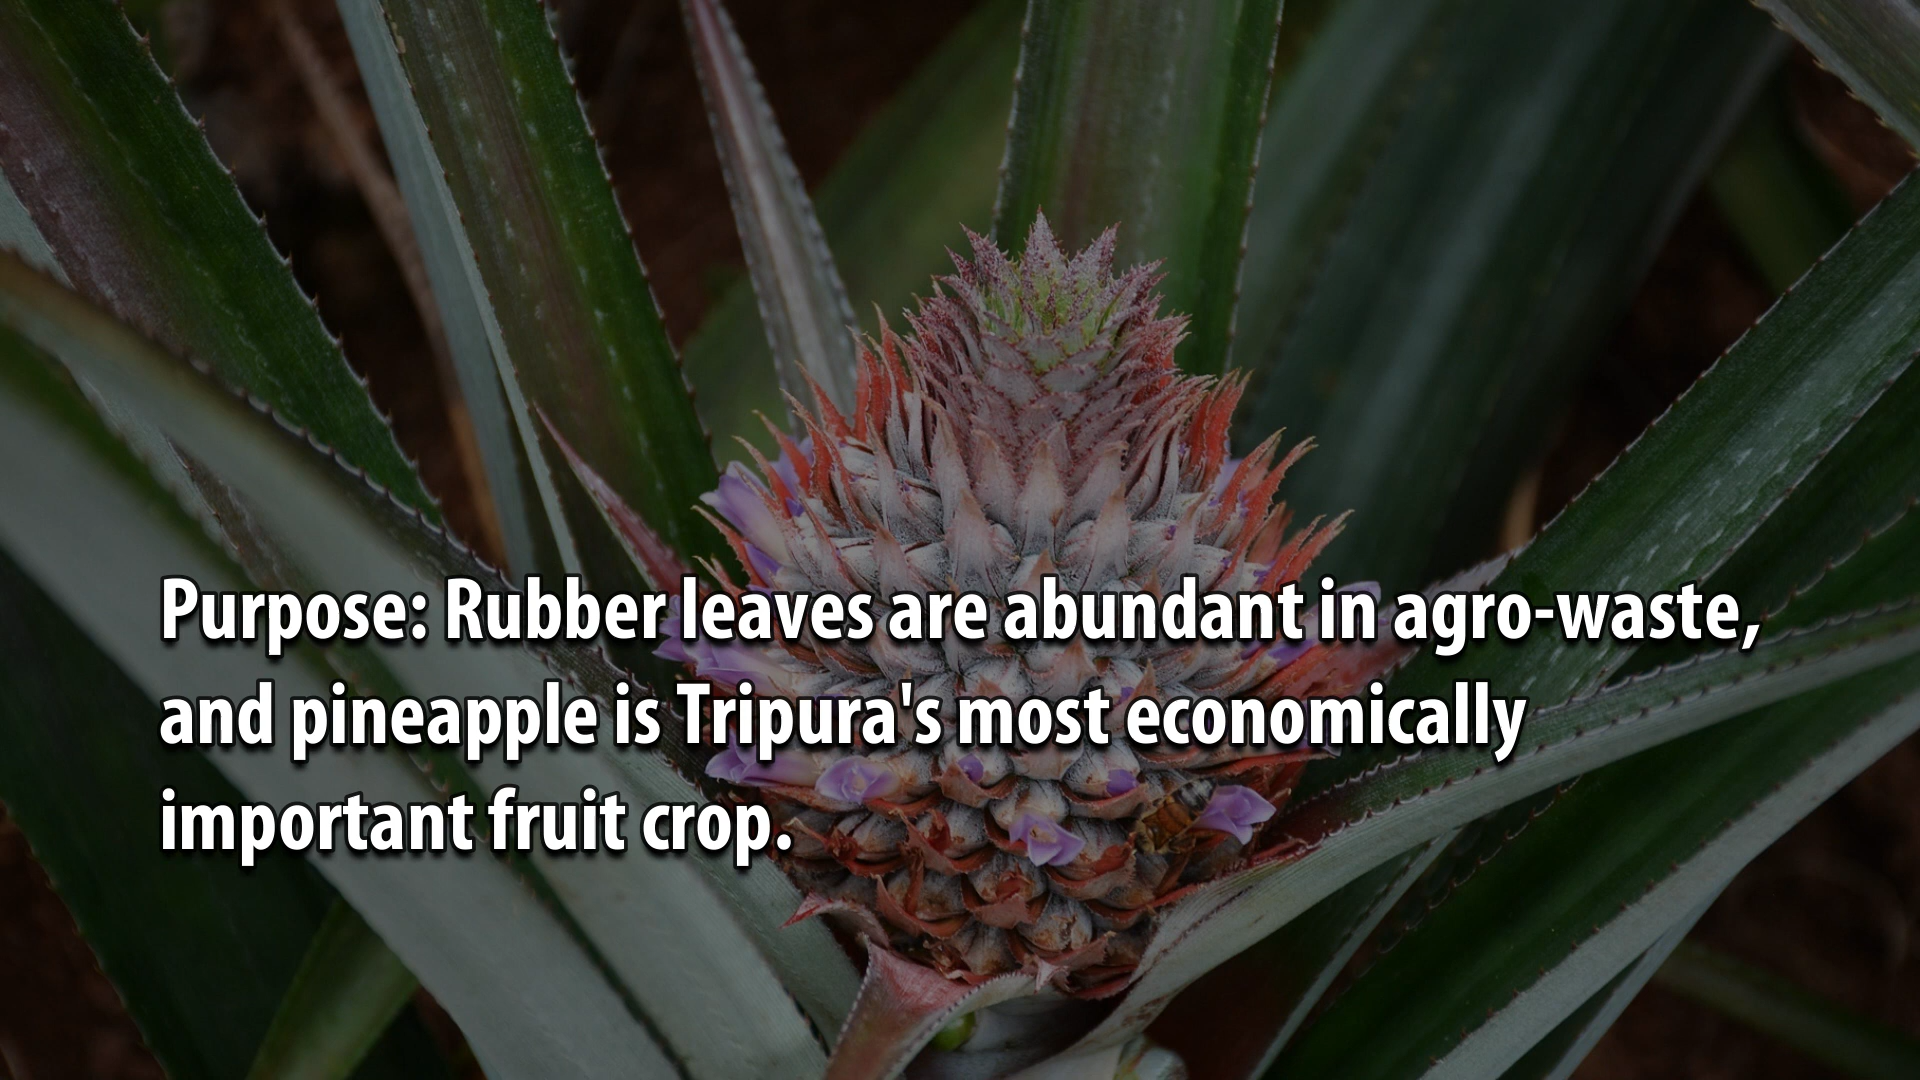 Purpose: Rubber leaves are abundant in agro-waste,
and pineapple is Tripura's most economically
important fruit crop.